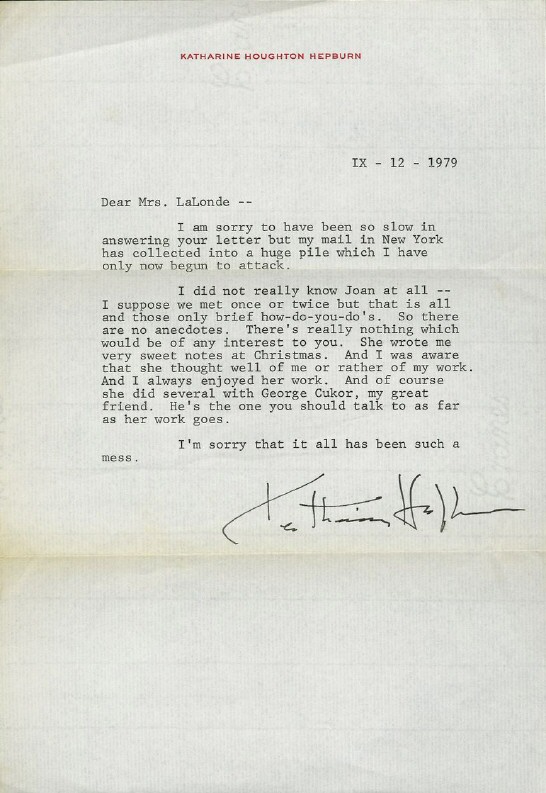 KATHARINE HOUGHTON HEPBURN
IX - 12 - 1979
Dear Mrs. LaLonde --
I am sorry to have been so slow in
answering your letter but my mail in New York
has collected into a huge pile which I have
only now begun to attack.
I did not really know Joan at all --
I suppose we met once or twice but that is all
and those only brief how-do-you-do's.  So there
are no anecdotes.  There's really nothing which
would be of any interest to you.  She wrote me
very sweet notes at Christmas.  And I was aware
that she thought well of me or rather of my work.
And I always enjoyed her work.  And of course
she did several with George Cukor, my great
friend.  He's the one you should talk to as far
as her work goes.
I'm sorry that it all has been such a
mess.
Katharine Hepburn